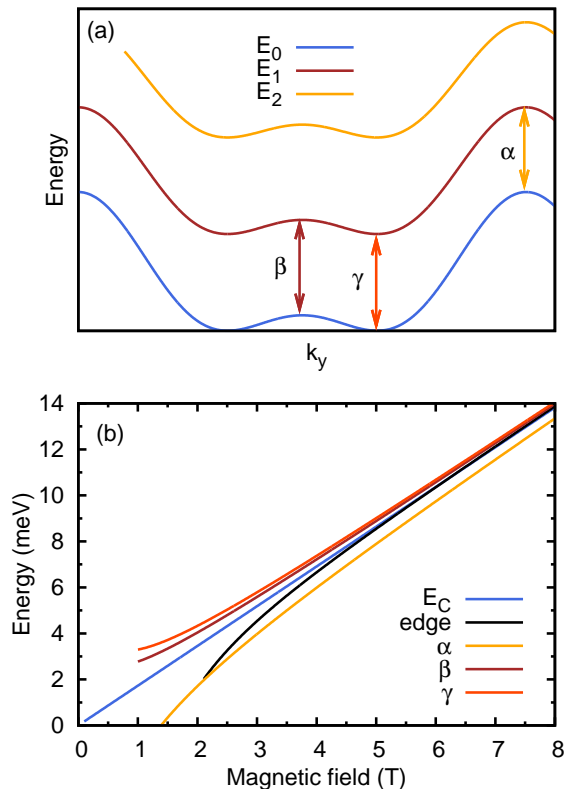 (a)
E0
E1
E2
Energy
α
β
γ
ky
14
12
10
8
6
4
2
0
(b)
Energy (meV)
EC
edge
α
β
γ
0 1 2 3 4 5 6 7 8
Magnetic field (T)